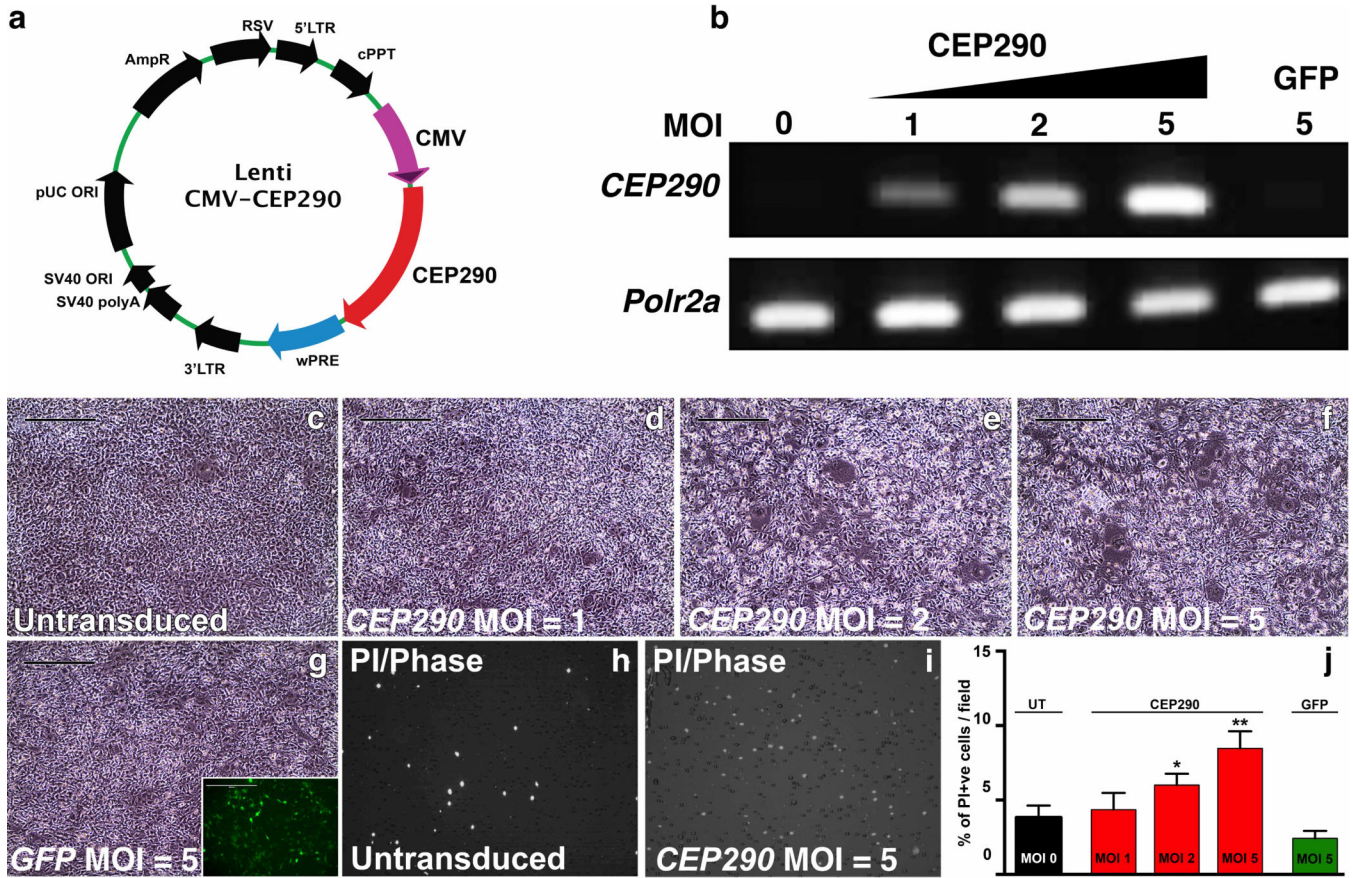 a
RSV
5'LTR
cPPT
AmpR
CMV
Lenti
CMV-CEP290
pUC ORI
CEP290
SV40 ORI
SV40 polyA
3'LTR
wPRE
b
CEP290
GFP
MOI 0 1 2 5 5
CEP290
Polr2a
c
Untransduced
d
CEP290 MOI = 1
e
CEP290 MOI = 2
f
CEP290 MOI = 5
g
GFP MOI = 5
PI/Phase h
Untransduced
PI/Phase i
CEP290 MOI = 5
j
% of PI+ve cells / field
15
10
5
0
UT
CEP290
GFP
*
**
MOI 0
MOI 1
MOI 2
MOI 5
MOI 5